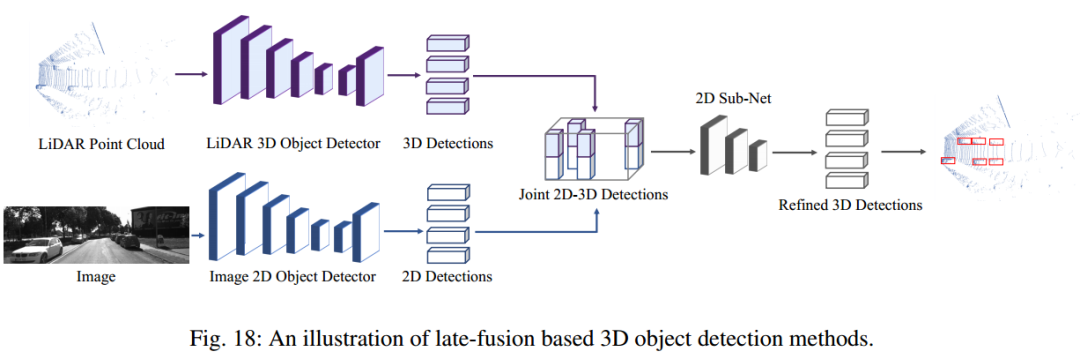 2D Sub-Net
LiDAR Point Cloud
LiDAR 3D Object Detector
3D Detections
Joint 2D-3D Detections
Refined 3D Detections
Image
Image 2D Object Detector
2D Detections
Fig. 18: An illustration of late-fusion based 3D object detection methods.